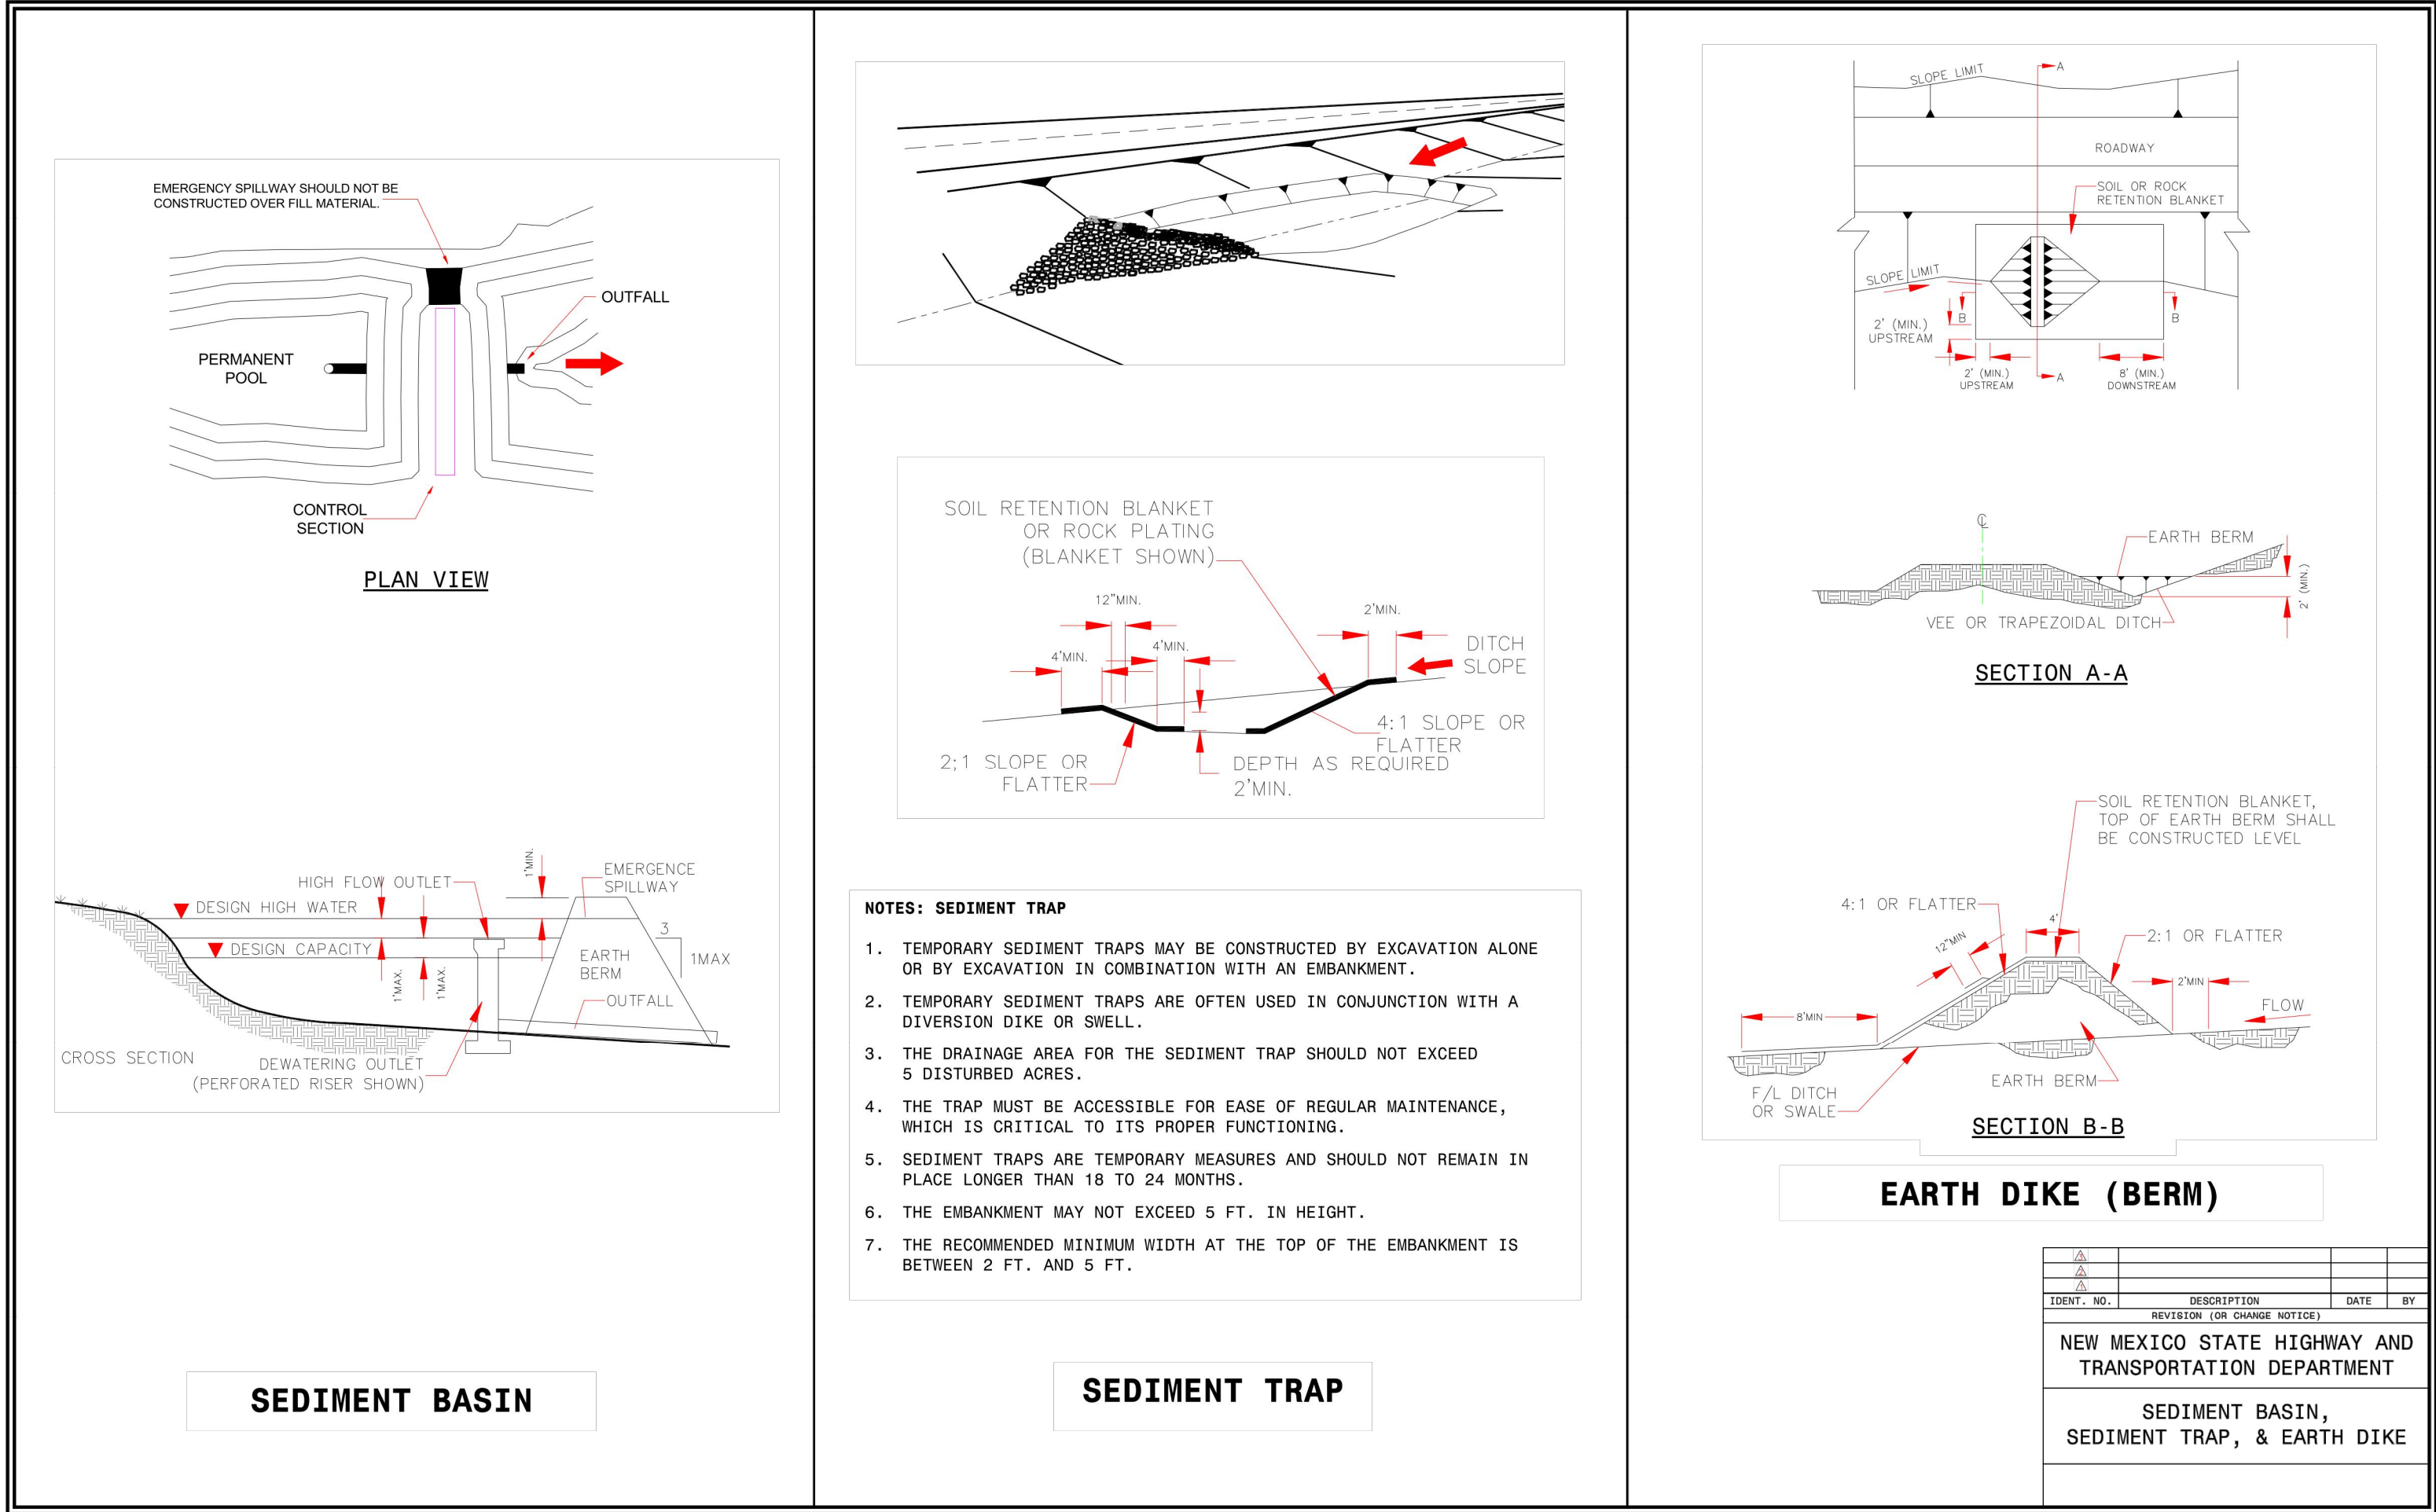 EMERGENCY SPILLWAY SHOULD NOT BE
CONSTRUCTED OVER FILL MATERIAL.
OUTFALL
PERMANENT
POOL
CONTROL
SECTION
PLAN VIEW
1'MIN.
EMERGENCE
SPILLWAY
HIGH FLOW OUTLET
DESIGN HIGH WATER
DESIGN CAPACITY
3
1MAX
EARTH
BERM
1'MAX.
1'MAX.
OUTFALL
CROSS SECTION
DEWATERING OUTLET
(PERFORATED RISER SHOWN)
SEDIMENT BASIN
SOIL RETENTION BLANKET
OR ROCK PLATING
(BLANKET SHOWN)
12"MIN.
2'MIN.
4'MIN.
4'MIN.
DITCH
SLOPE
4:1 SLOPE OR
FLATTER
2;1 SLOPE OR
FLATTER
DEPTH AS REQUIRED
2'MIN.
NOTES: SEDIMENT TRAP
1. TEMPORARY SEDIMENT TRAPS MAY BE CONSTRUCTED BY EXCAVATION ALONE
OR BY EXCAVATION IN COMBINATION WITH AN EMBANKMENT.
2. TEMPORARY SEDIMENT TRAPS ARE OFTEN USED IN CONJUNCTION WITH A
DIVERSION DIKE OR SWELL.
3. THE DRAINAGE AREA FOR THE SEDIMENT TRAP SHOULD NOT EXCEED
5 DISTURBED ACRES.
4. THE TRAP MUST BE ACCESSIBLE FOR EASE OF REGULAR MAINTENANCE,
WHICH IS CRITICAL TO ITS PROPER FUNCTIONING.
5. SEDIMENT TRAPS ARE TEMPORARY MEASURES AND SHOULD NOT REMAIN IN
PLACE LONGER THAN 18 TO 24 MONTHS.
6. THE EMBANKMENT MAY NOT EXCEED 5 FT. IN HEIGHT.
7. THE RECOMMENDED MINIMUM WIDTH AT THE TOP OF THE EMBANKMENT IS
BETWEEN 2 FT. AND 5 FT.
SEDIMENT TRAP
SLOPE LIMIT
A
ROADWAY
SOIL OR ROCK
RETENTION BLANKET
SLOPE LIMIT
B
B
2' (MIN.)
UPSTREAM
A
2' (MIN.)
UPSTREAM
8' (MIN.)
DOWNSTREAM
CL
EARTH BERM
2' (MIN.)
VEE OR TRAPEZOIDAL DITCH
SECTION A-A
SOIL RETENTION BLANKET,
TOP OF EARTH BERM SHALL
BE CONSTRUCTED LEVEL
4:1 OR FLATTER
4'
12"MIN
2:1 OR FLATTER
2'MIN
FLOW
8'MIN
EARTH BERM
F/L DITCH
OR SWALE
SECTION B-B
EARTH DIKE (BERM)
3
2
1
IDENT. NO. DESCRIPTION DATE BY
REVISION (OR CHANGE NOTICE)
NEW MEXICO STATE HIGHWAY AND
TRANSPORTATION DEPARTMENT
SEDIMENT BASIN,
SEDIMENT TRAP, & EARTH DIKE